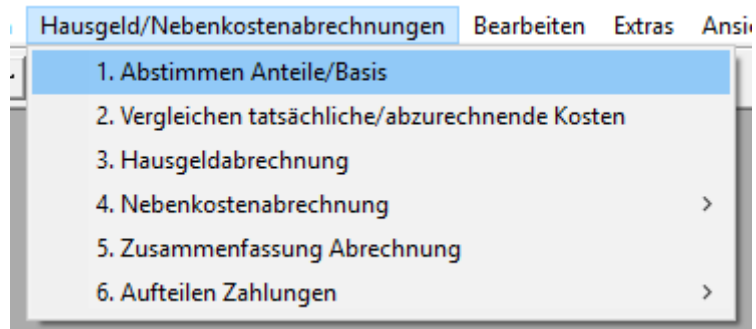 Hausgeld/Nebenkostenabrechnungen Bearbeiten Extras
1. Abstimmen Anteile/Basis
2. Vergleichen tatsächliche/abzurechnende Kosten
3. Hausgeldabrechnung
4. Nebenkostenabrechnung
5. Zusammenfassung Abrechnung
6. Aufteilen Zahlungen